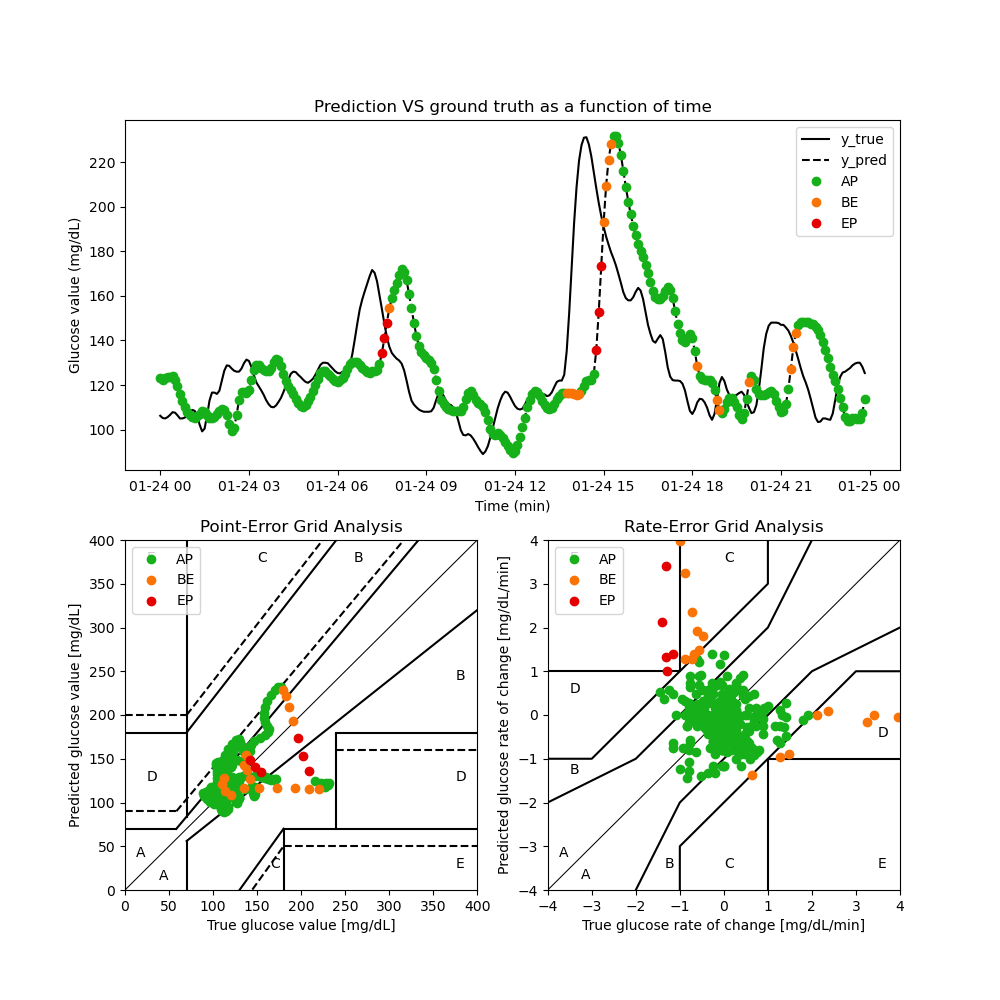 Prediction VS ground truth as a function of time
Glucose value (mg/dL)
220
200
180
160
140
120
100
y_true
y_pred
AP
BE
EP
01-24 00 01-24 03 01-24 06 01-24 09 01-24 12 01-24 15 01-24 18 01-24 21 01-25 00
Time (min)
Point-Error Grid Analysis
Predicted glucose value [mg/dL]
400
350
300
250
200
150
100
50
0
AP
BE
EP
C
B
B
D
D
A
A
C
E
0 50 100 150 200 250 300 350 400
True glucose value [mg/dL]
Rate-Error Grid Analysis
Predicted glucose rate of change [mg/dL/min]
4
3
2
1
0
−1
−2
−3
−4
AP
BE
EP
C
D
D
B
A
A
B
C
E
−4 −3 −2 −1 0 1 2 3 4
True glucose rate of change [mg/dL/min]